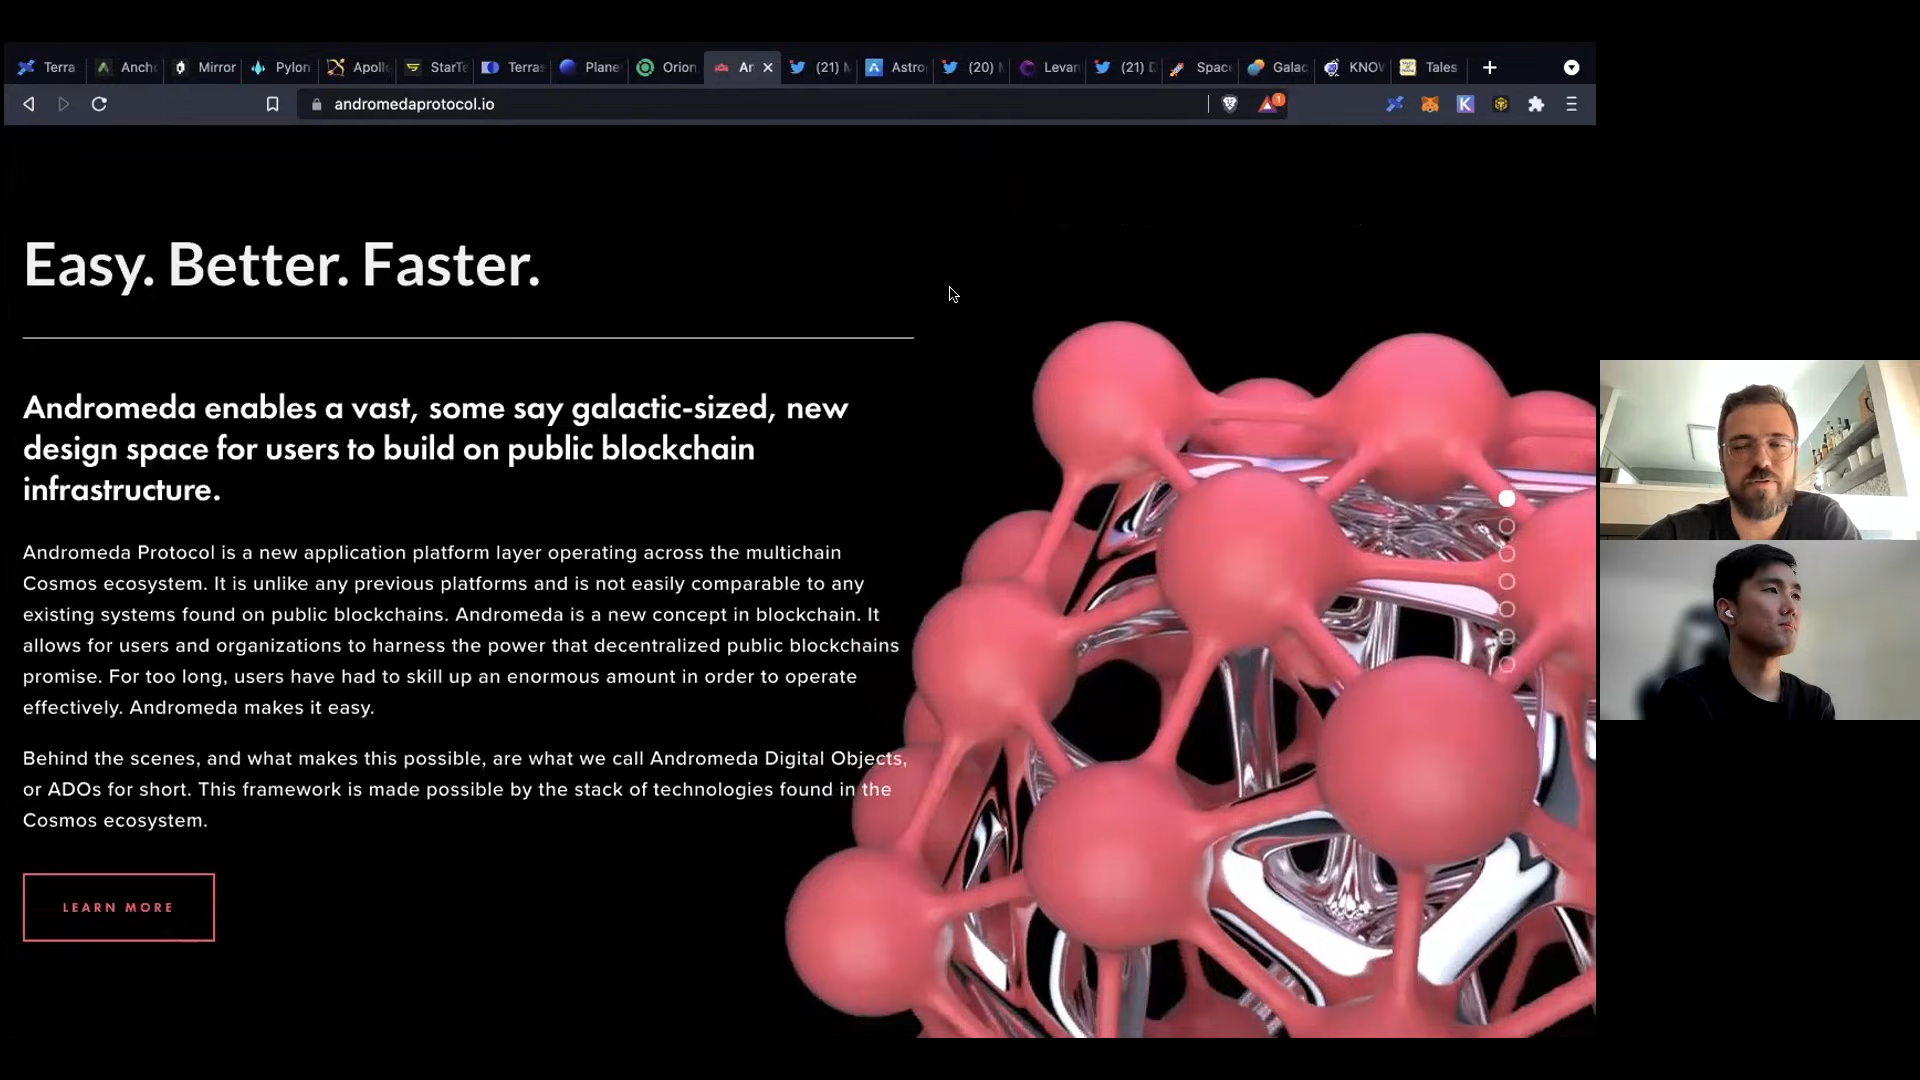 Terra Ancho Mirror Pylon Apollo StarTe Terras Plane Orion Ar (21) M Astro (20) Levan (21) D Space Galac KNOW Tales
andromedaprotocol.io 1
K
Easy. Better. Faster.
Andromeda enables a vast, some say galactic-sized, new
design space for users to build on public blockchain
infrastructure.
Andromeda Protocol is a new application platform layer operating across the multichain
Cosmos ecosystem. It is unlike any previous platforms and is not easily comparable to any
existing systems found on public blockchains. Andromeda is a new concept in blockchain. It
allows for users and organizations to harness the power that decentralized public blockchains
promise. For too long, users have had to skill up an enormous amount in order to operate
effectively. Andromeda makes it easy.
Behind the scenes, and what makes this possible, are what we call Andromeda Digital Objects,
or ADOs for short. This framework is made possible by the stack of technologies found in the
Cosmos ecosystem.
LEARN MORE